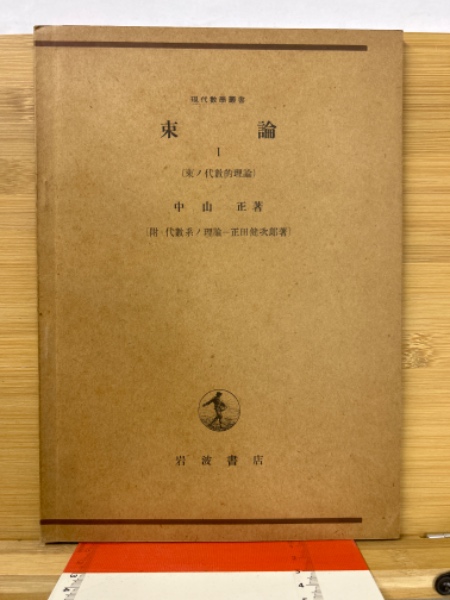 現代數學叢書
束論
I
(束ノ代數的理論)
中山正著
(附・代數系ノ理論—正田健次郎著)
岩波書店